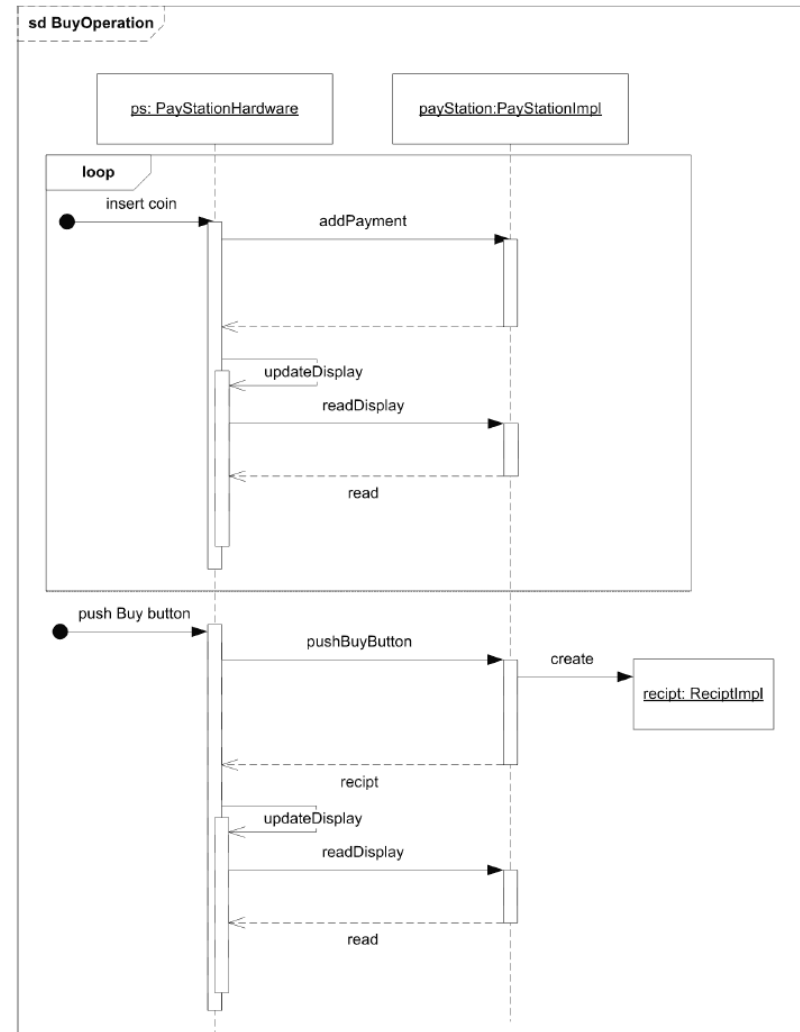 sd BuyOperation
ps: PayStationHardware
payStation:PayStationImpl
loop
insert coin
addPayment
updateDisplay
readDisplay
read
push Buy button
pushBuyButton
create
recipt: ReciptImpl
recipt
updateDisplay
readDisplay
read